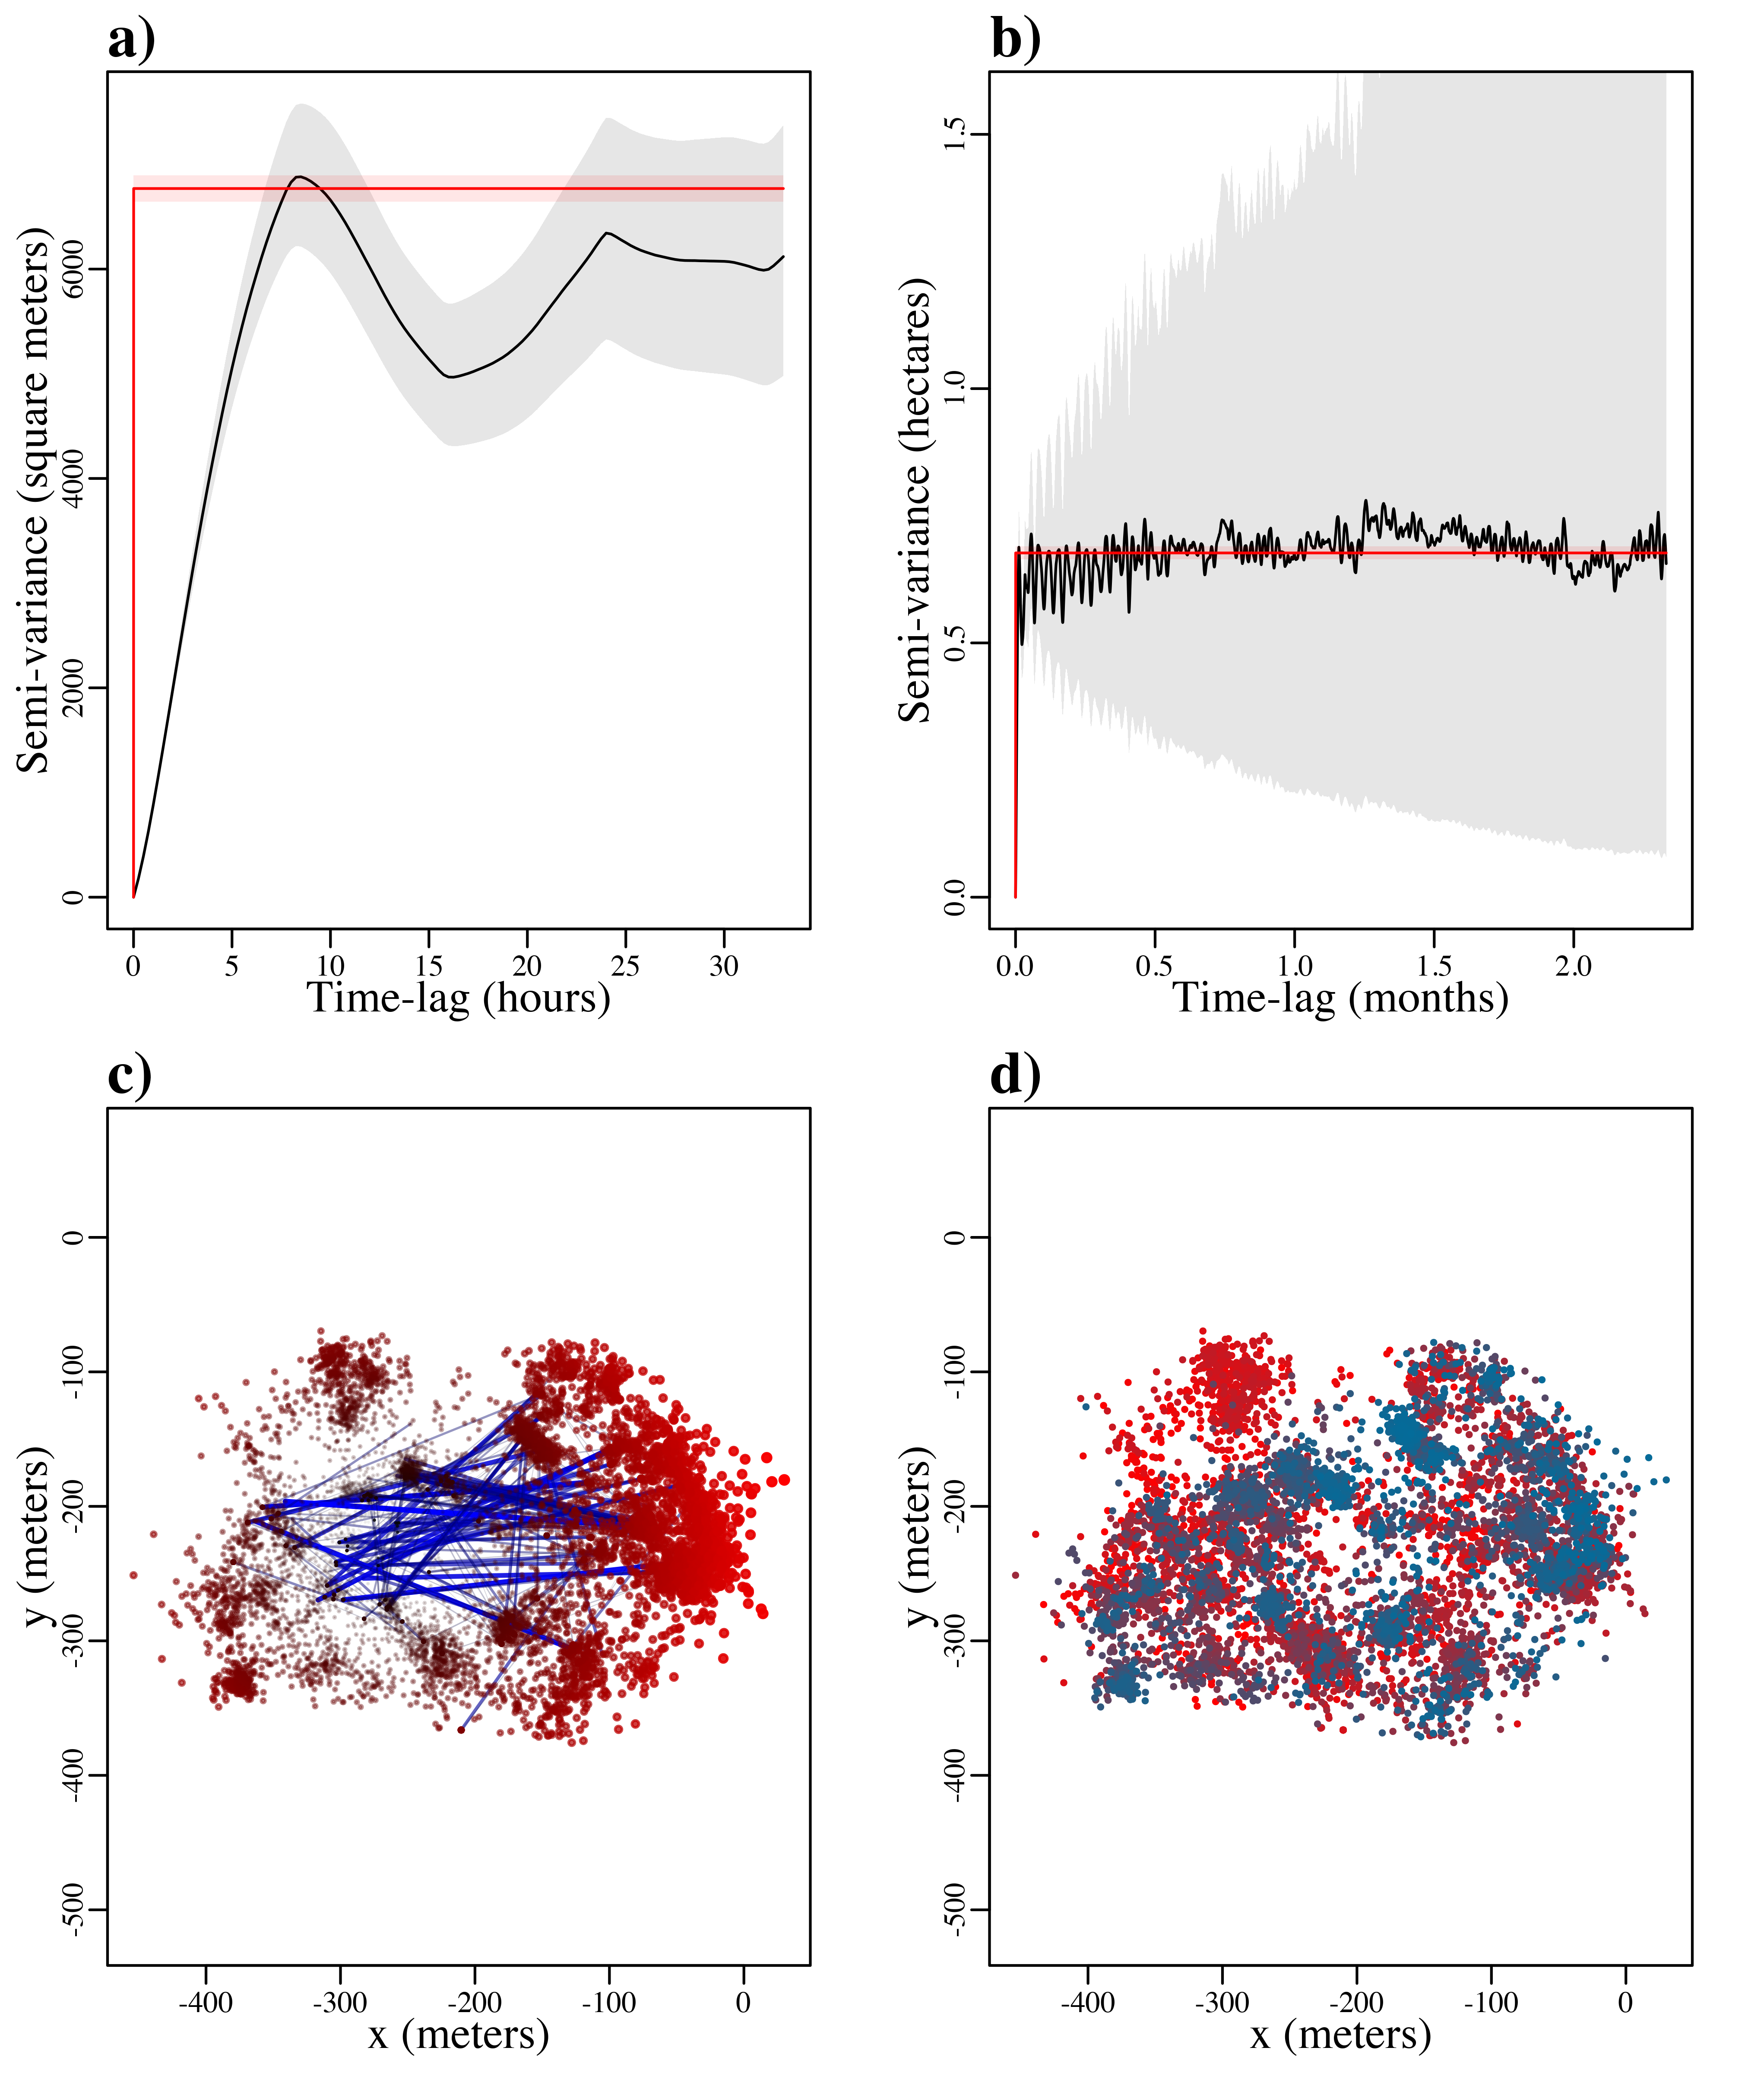 a)
Semi-variance (square meters)
6000
4000
2000
0
0 5 10 15 20 25 30
Time-lag (hours)
b)
Semi-variance (hectares)
1.5
1.0
0.5
0.0
0.0 0.5 1.0 1.5 2.0
Time-lag (months)
c)
y (meters)
0
-100
-200
-300
-400
-500
-400 -300 -200 -100 0
x (meters)
d)
y (meters)
0
-100
-200
-300
-400
-500
-400 -300 -200 -100 0
x (meters)